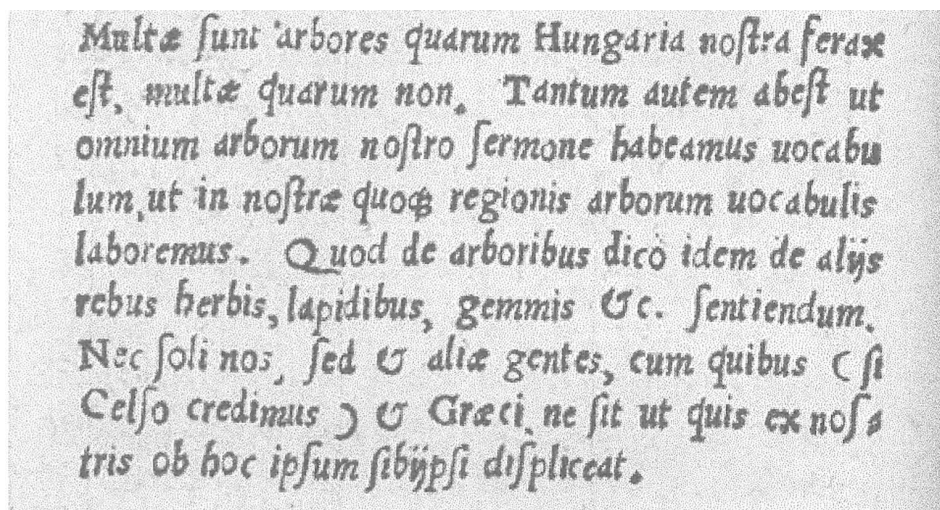 Multæ ſunt arbores quarum Hungaria noſtra ferax
eſt, multæ quarum non. Tantum autem abeſt ut
omnium arborum noſtro ſermone habeamus uocabu
lum, ut in noſtræ quoqꝫ regionis arborum uocabulis
laboremus. Quod de arboribus dico idem de alijs
rebus herbis, lapidibus, gemmis &c. ſentiendum.
Nec ſoli nos, ſed & aliæ gentes, cum quibus (ſi
Celſo credimus) & Græci, ne ſit ut quis ex noſ⸗
tris ob hoc ipſum ſibijpſi diſpliceat.